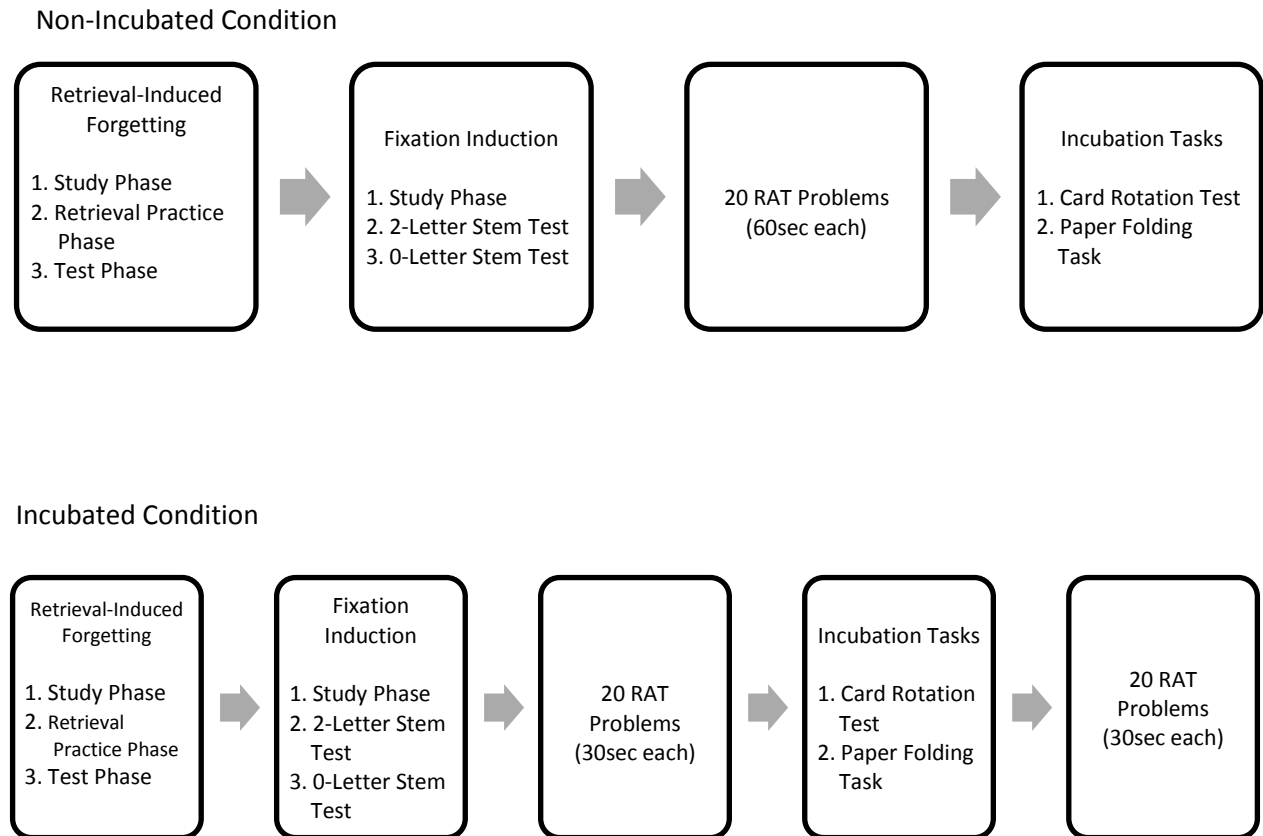 Non-Incubated Condition
Retrieval-Induced
Forgetting
1. Study Phase
2. Retrieval Practice
Phase
3. Test Phase
Fixation Induction
1. Study Phase
2. 2-Letter Stem Test
3. 0-Letter Stem Test
20 RAT Problems
(60sec each)
Incubation Tasks
1. Card Rotation Test
2. Paper Folding
Task
Incubated Condition
Retrieval-Induced
Forgetting
1. Study Phase
2. Retrieval
Practice Phase
3. Test Phase
Fixation
Induction
1. Study Phase
2. 2-Letter Stem
Test
3. 0-Letter Stem
Test
20 RAT
Problems
(30sec each)
Incubation Tasks
1. Card Rotation
Test
2. Paper Folding
Task
20 RAT
Problems
(30sec each)